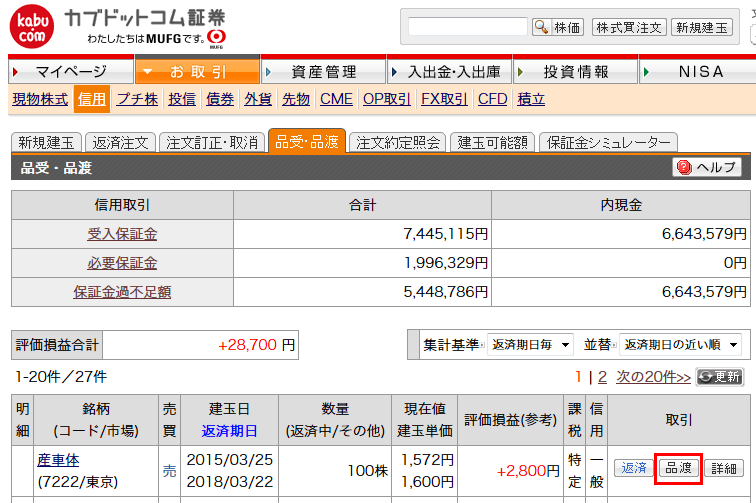 kabu.com カブドットコム証券
わたしたちはMUFGです。 MUFG
株価 株式買注文 新規建玉
マイページ お取引 資産管理 入出金・入出庫 投資情報 NISA
現物株式 信用 プチ株 投信 債券 外貨 先物 CME OP取引 FX取引 CFD 積立
新規建玉 返済注文 注文訂正・取消 品受・品渡 注文約定照会 建玉可能額 保証金シミュレーター
品受・品渡 ヘルプ
信用取引 合計 内現金
受入保証金 7,445,115円 6,643,579円
必要保証金 1,996,329円 0円
保証金過不足額 5,448,786円 6,643,579円
評価損益合計 +28,700 円 集計基準 返済期日毎 並替 返済期日の近い順
1-20件／27件 1 | 2 次の20件>> 更新
明細 銘柄(コード/市場) 売買 建玉日 返済期日 数量(返済中/その他) 現在値 建玉単価 評価損益(参考) 課税 信用 取引
産車体 (7222/東京) 売 2015/03/25 2018/03/22 100株 1,572円 1,600円 +2,800円 特定 一般 返済 品渡 詳細